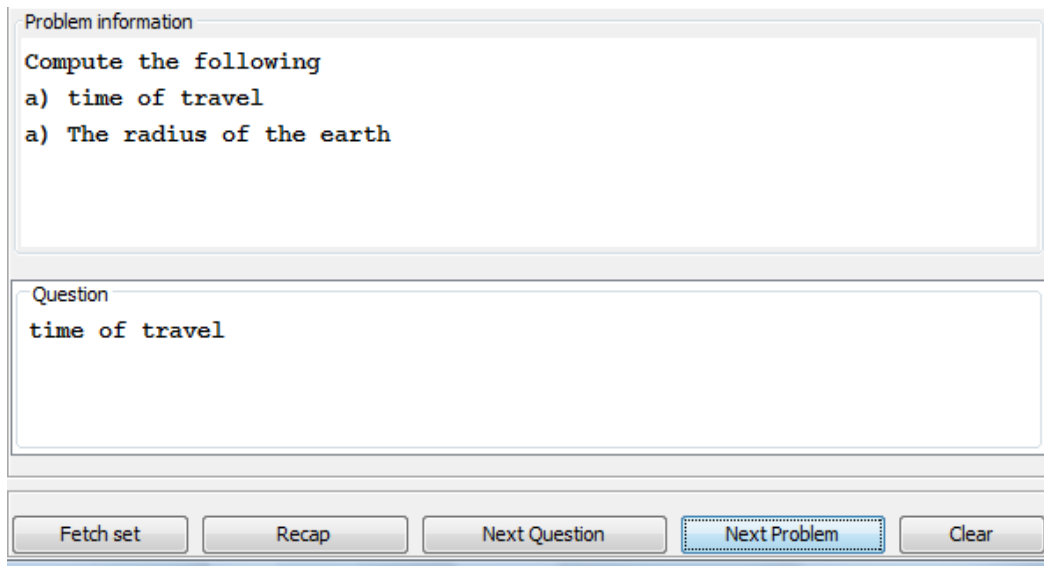 Problem information
Compute the following
a) time of travel
a) The radius of the earth
Question
time of travel
Fetch set
Recap
Next Question
Next Problem
Clear